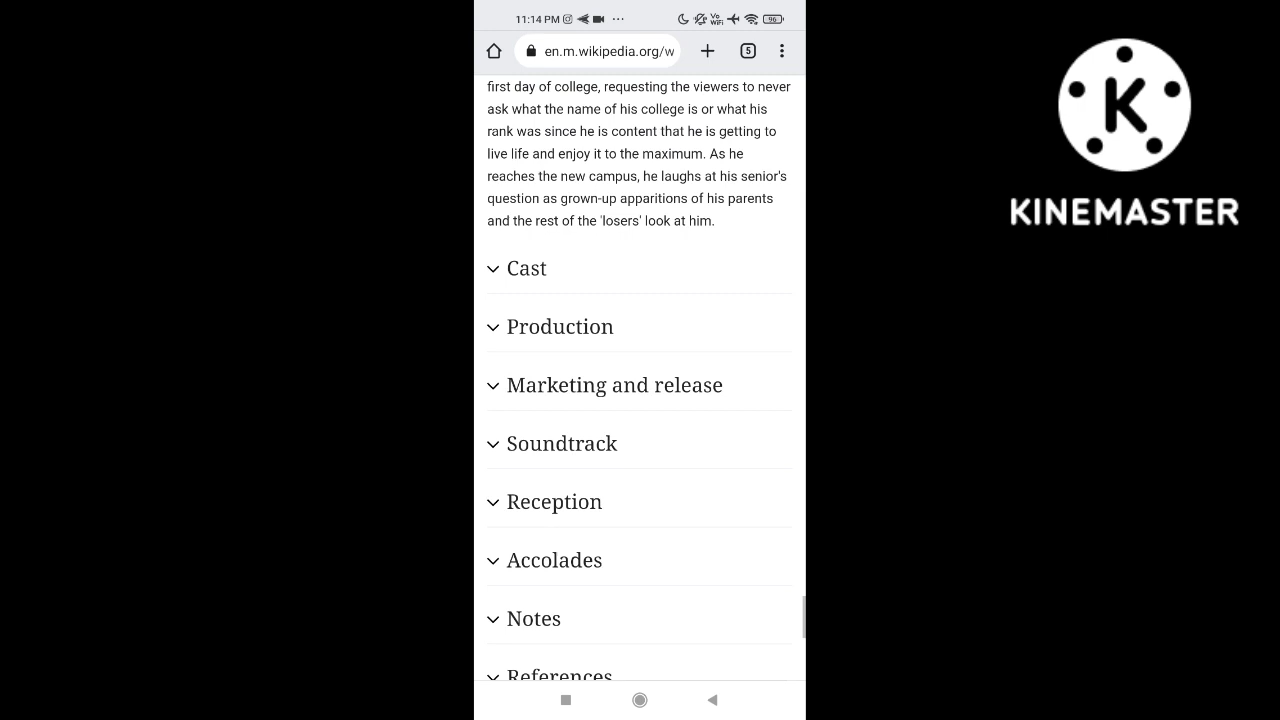 11:14 PM
Vo
WiFi
96
en.m.wikipedia.org/w
5
first day of college, requesting the viewers to never
ask what the name of his college is or what his
rank was since he is content that he is getting to
live life and enjoy it to the maximum. As he
reaches the new campus, he laughs at his senior's
question as grown-up apparitions of his parents
and the rest of the 'losers' look at him.
Cast
Production
Marketing and release
Soundtrack
Reception
Accolades
Notes
References
K
KINEMASTER